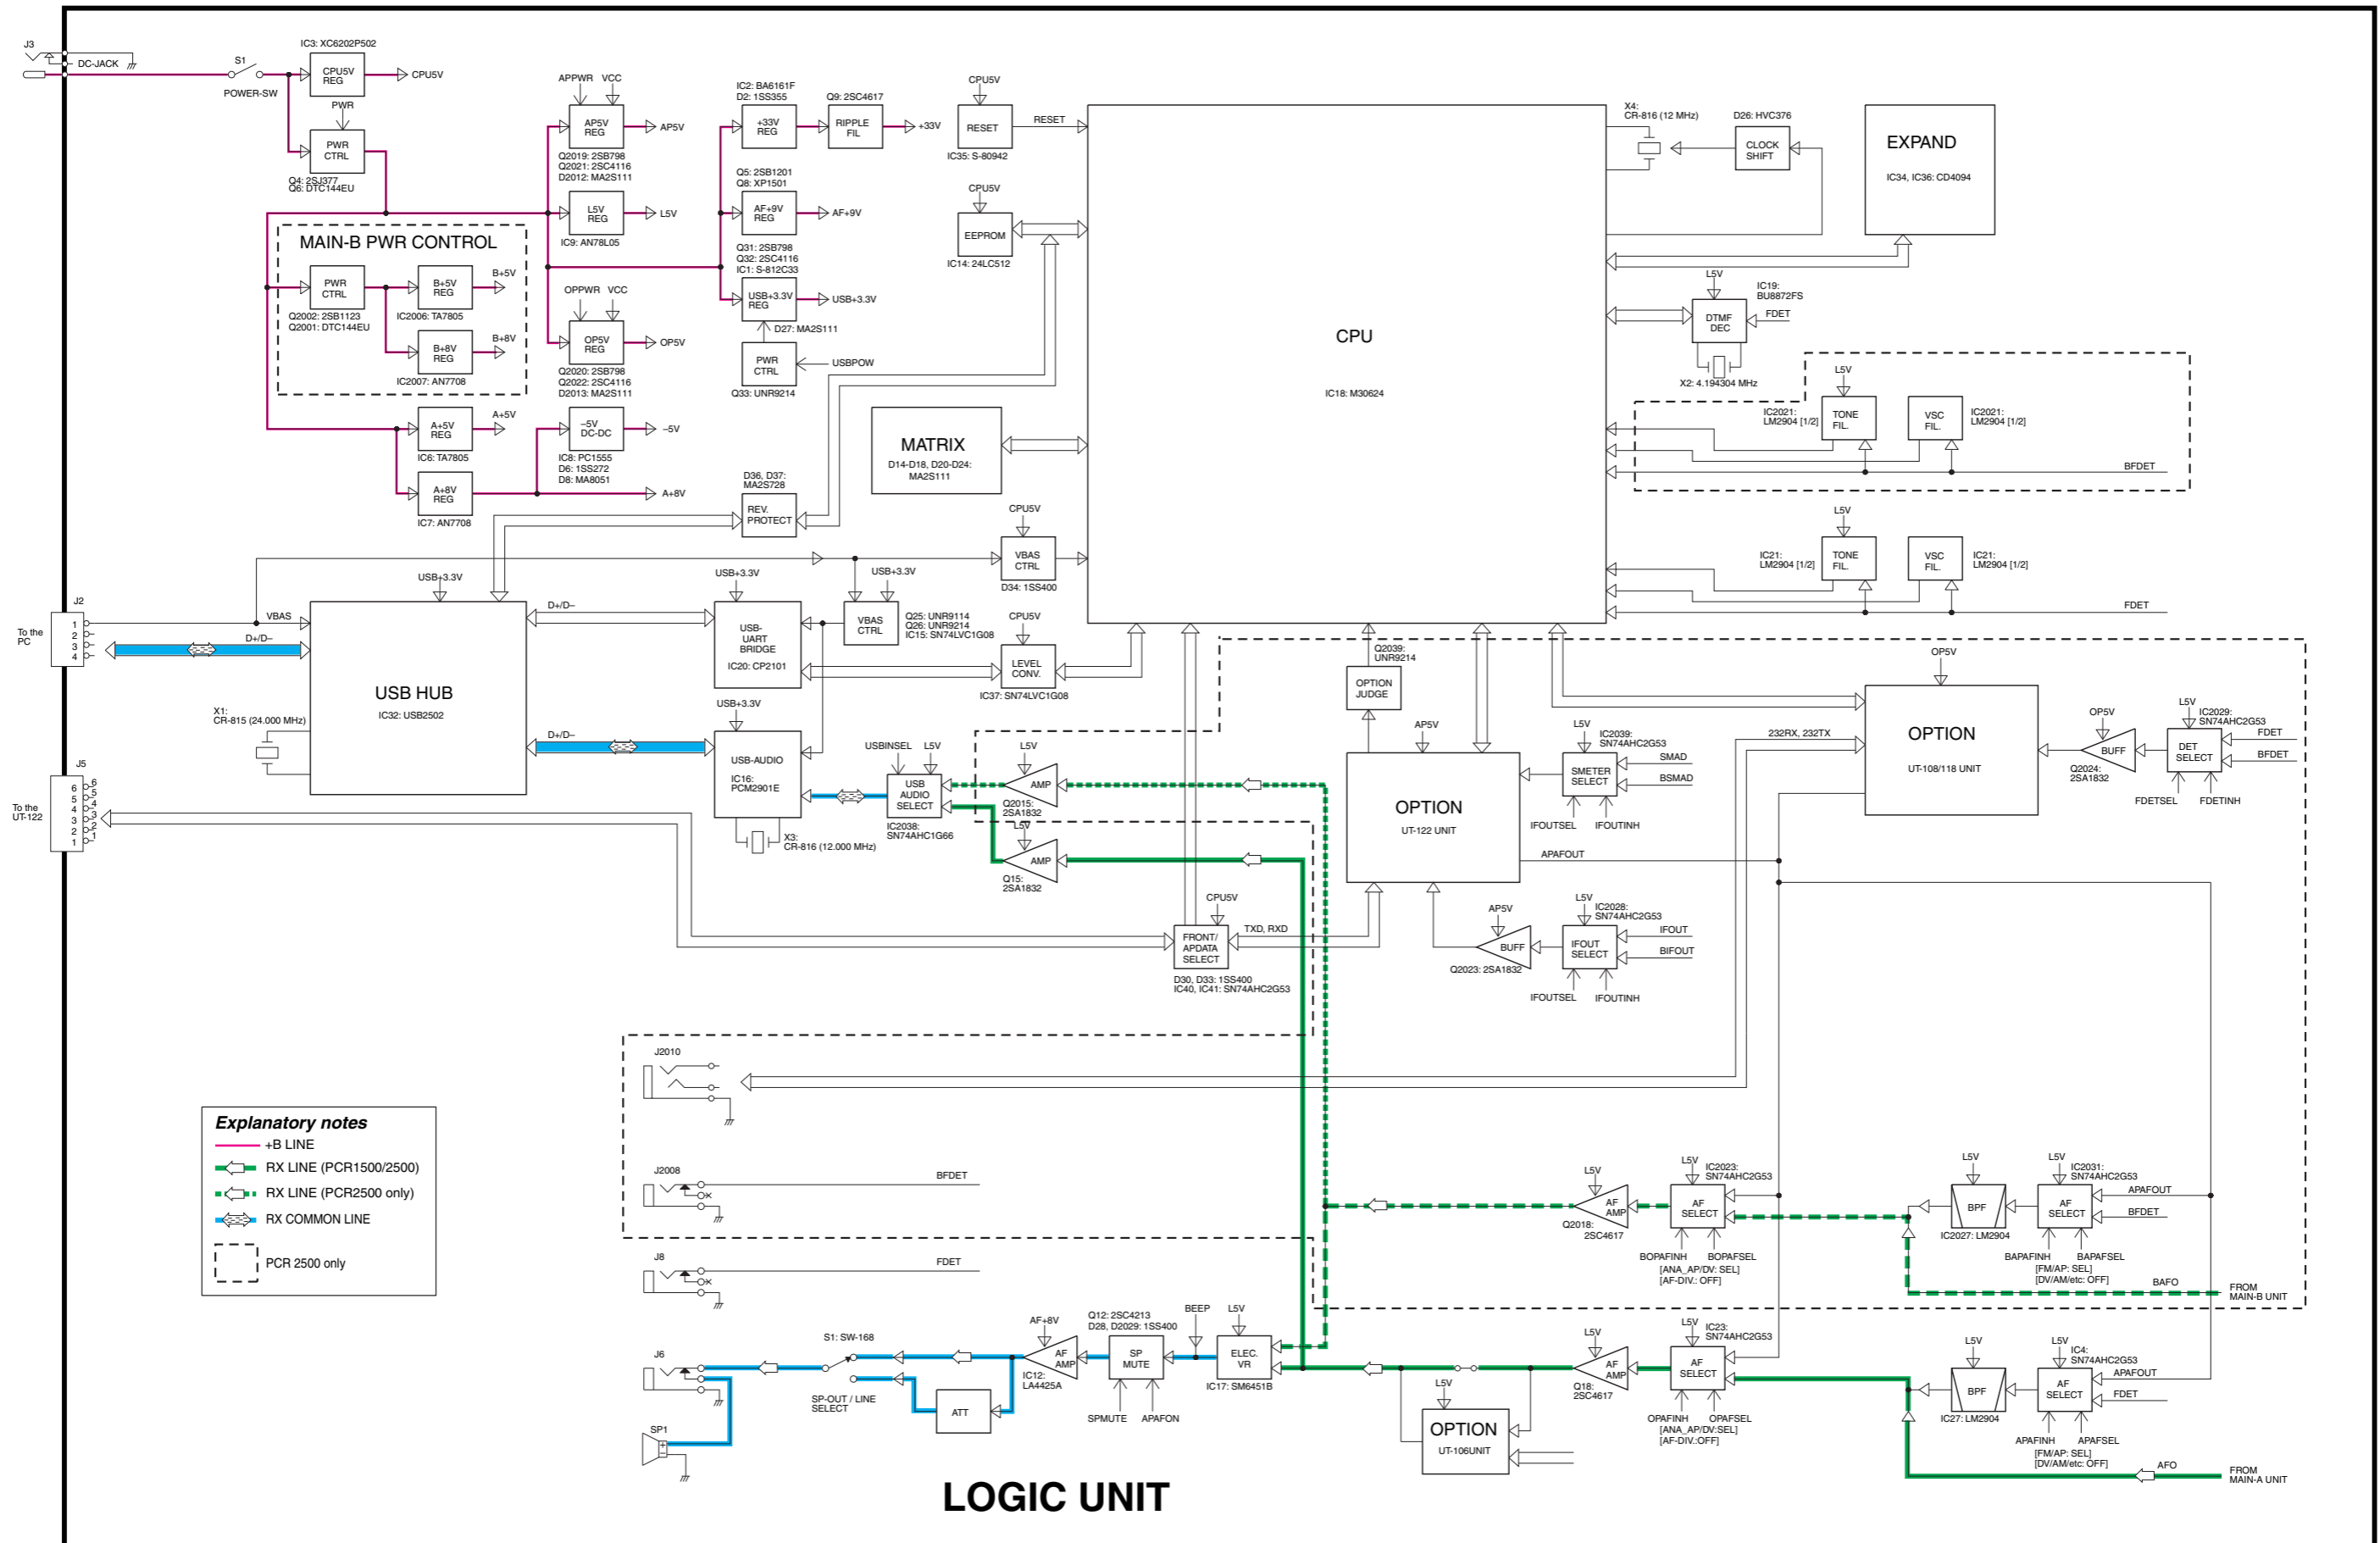 J3
DC-JACK
S1
POWER-SW
IC3: XC6202P502
CPU5V
REG
CPU5V
PWR
PWR
CTRL
Q4: 2SJ377
Q6: DTC144EU
MAIN-B PWR CONTROL
PWR
CTRL
Q2002: 2SB1123
Q2001: DTC144EU
B+5V
REG
B+5V
IC2006: TA7805
B+8V
REG
B+8V
IC2007: AN7708
A+5V
REG
A+5V
IC6: TA7805
A+8V
REG
IC7: AN7708
A+8V
APPWR
VCC
AP5V
REG
AP5V
Q2019: 2SB798
Q2021: 2SC4116
D2012: MA2S111
L5V
REG
L5V
IC9: AN78L05
OPPWR
VCC
OP5V
REG
OP5V
Q2020: 2SB798
Q2022: 2SC4116
D2013: MA2S111
–5V
DC-DC
–5V
IC8: PC1555
D6: 1SS272
D8: MA8051
IC2: BA6161F
D2: 1SS355
+33V
REG
Q9: 2SC4617
RIPPLE
FIL
+33V
Q5: 2SB1201
Q8: XP1501
AF+9V
REG
AF+9V
Q31: 2SB798
Q32: 2SC4116
IC1: S-812C33
USB+3.3V
REG
USB+3.3V
D27: MA2S111
PWR
CTRL
USBPOW
Q33: UNR9214
CPU5V
RESET
RESET
IC35: S-80942
CPU5V
EEPROM
IC14: 24LC512
MATRIX
D14-D18, D20-D24:
MA2S111
D36, D37:
MA2S728
REV.
PROTECT
CPU5V
VBAS
CTRL
D34: 1SS400
CPU
IC18: M30624
X4:
CR-816 (12 MHz)
D26: HVC376
CLOCK
SHIFT
EXPAND
IC34, IC36: CD4094
L5V
IC19:
BU8872FS
DTMF
DEC
FDET
X2: 4.194304 MHz
L5V
IC2021:
LM2904 [1/2]
TONE
FIL.
VSC
FIL.
IC2021:
LM2904 [1/2]
BFDET
L5V
IC21:
LM2904 [1/2]
TONE
FIL.
VSC
FIL.
IC21:
LM2904 [1/2]
FDET
J2
To the
PC
1
2
3
4
VBAS
D+/D–
USB+3.3V
USB HUB
IC32: USB2502
X1:
CR-815 (24.000 MHz)
J5
To the
UT-122
6
5
4
3
2
1
6
5
4
3
2
1
D+/D–
USB+3.3V
USB-
UART
BRIDGE
IC20: CP2101
USB+3.3V
VBAS
CTRL
Q25: UNR9114
Q26: UNR9214
IC15: SN74LVC1G08
CPU5V
LEVEL
CONV.
IC37: SN74LVC1G08
D+/D–
USB+3.3V
USB-AUDIO
IC16:
PCM2901E
X3:
CR-816 (12.000 MHz)
USBINSEL
L5V
USB
AUDIO
SELECT
IC2038:
SN74AHC1G66
L5V
AMP
Q2015:
2SA1832
L5V
AMP
Q15:
2SA1832
CPU5V
FRONT/
APDATA
SELECT
TXD, RXD
D30, D33: 1SS400
IC40, IC41: SN74AHC2G53
Q2039:
UNR9214
OPTION
JUDGE
AP5V
OPTION
UT-122 UNIT
APAFOUT
L5V
IC2039:
SN74AHC2G53
SMETER
SELECT
SMAD
BSMAD
IFOUTSEL
IFOUTINH
AP5V
BUFF
Q2023: 2SA1832
L5V
IC2028:
SN74AHC2G53
IFOUT
SELECT
IFOUT
BIFOUT
IFOUTSEL
IFOUTINH
232RX, 232TX
OP5V
OPTION
UT-108/118 UNIT
OP5V
BUFF
Q2024:
2SA1832
L5V
IC2029:
SN74AHC2G53
DET
SELECT
FDET
BFDET
FDETSEL
FDETINH
J2010
J2008
BFDET
J8
FDET
J6
SP1
S1: SW-168
SP-OUT / LINE
SELECT
ATT
AF+8V
AF
AMP
IC12:
LA4425A
Q12: 2SC4213
D28, D2029: 1SS400
SP
MUTE
SPMUTE
APAFON
BEEP
L5V
ELEC.
VR
IC17: SM6451B
L5V
OPTION
UT-106UNIT
L5V
AF
AMP
Q2018:
2SC4617
L5V
IC2023:
SN74AHC2G53
AF
SELECT
BOPAFINH
BOPAFSEL
[ANA_AP/DV: SEL]
[AF-DIV.: OFF]
L5V
BPF
IC2027: LM2904
L5V
IC2031:
SN74AHC2G53
AF
SELECT
APAFOUT
BFDET
BAPAFINH
BAPAFSEL
[FM/AP: SEL]
[DV/AM/etc: OFF]
BAFO
FROM
MAIN-B UNIT
L5V
AF
AMP
Q18:
2SC4617
L5V
IC23:
SN74AHC2G53
AF
SELECT
OPAFINH
OPAFSEL
[ANA_AP/DV:SEL]
[AF-DIV.:OFF]
L5V
BPF
IC27: LM2904
L5V
IC4:
SN74AHC2G53
AF
SELECT
APAFOUT
FDET
APAFINH
APAFSEL
[FM/AP: SEL]
[DV/AM/etc: OFF]
AFO
FROM
MAIN-A UNIT
Explanatory notes
+B LINE
RX LINE (PCR1500/2500)
RX LINE (PCR2500 only)
RX COMMON LINE
PCR 2500 only
LOGIC UNIT